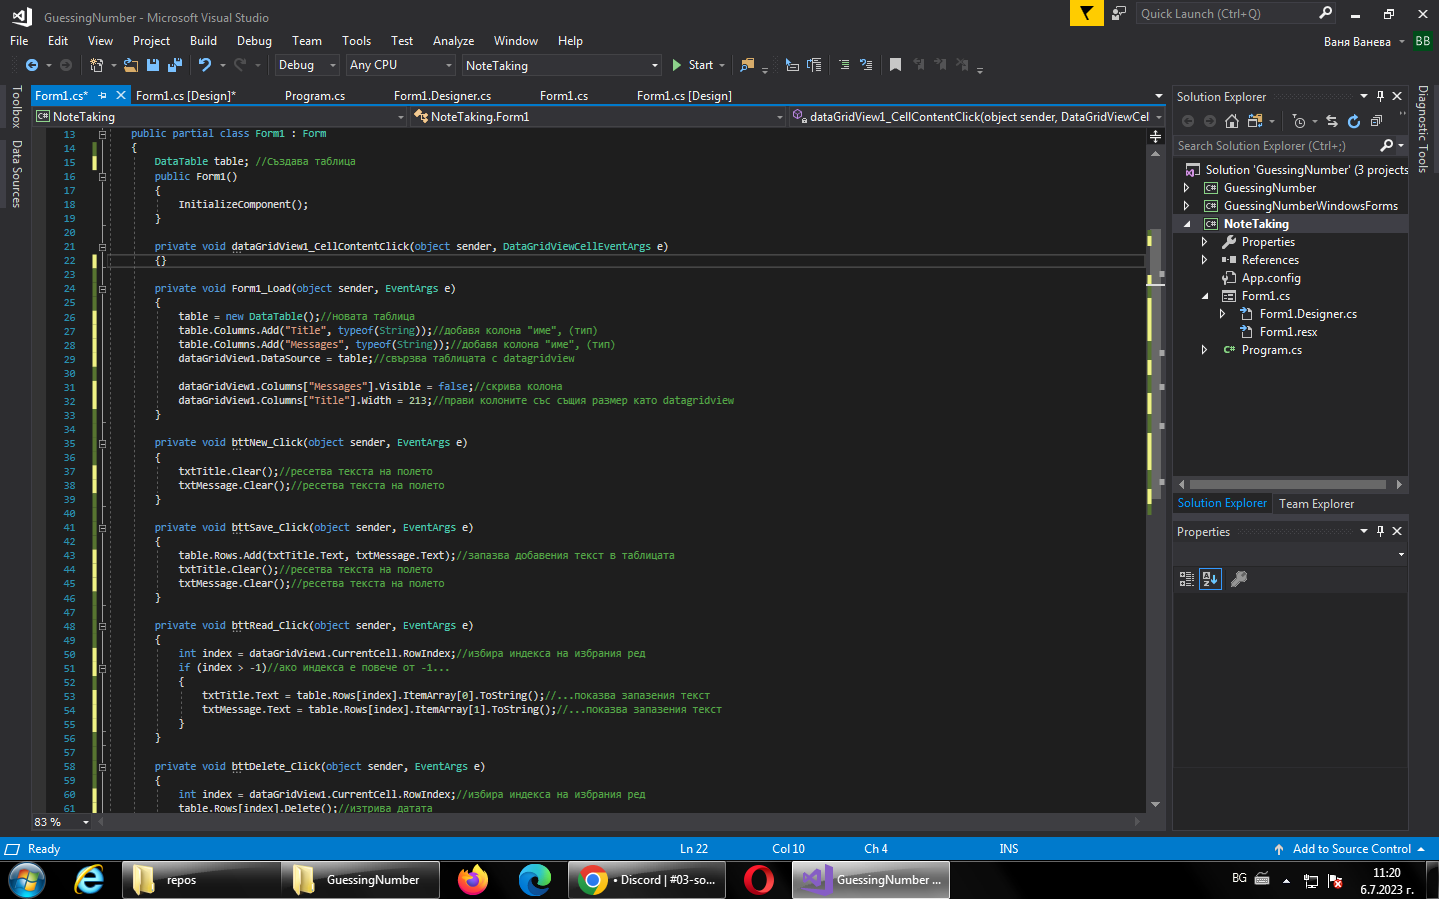 GuessingNumber - Microsoft Visual Studio
Quick Launch (Ctrl+Q)
File Edit View Project Build Debug Team Tools Test Analyze Window Help
Ваня Ванева BB
Debug Any CPU NoteTaking Start
Form1.cs* Form1.cs [Design]* Program.cs Form1.Designer.cs Form1.cs Form1.cs [Design]
NoteTaking NoteTaking.Form1 dataGridView1_CellContentClick(object sender, DataGridViewCel
Toolbox
Data Sources
13 public partial class Form1 : Form
14 {
15 DataTable table; //Създава таблица
16 public Form1()
17 {
18 InitializeComponent();
19 }
20
21 private void dataGridView1_CellContentClick(object sender, DataGridViewCellEventArgs e)
22 {}
23
24 private void Form1_Load(object sender, EventArgs e)
25 {
26 table = new DataTable();//новата таблица
27 table.Columns.Add("Title", typeof(String));//добавя колона "име", (тип)
28 table.Columns.Add("Messages", typeof(String));//добавя колона "име", (тип)
29 dataGridView1.DataSource = table;//свързва таблицата с datagridview
30
31 dataGridView1.Columns["Messages"].Visible = false;//скрива колона
32 dataGridView1.Columns["Title"].Width = 213;//прави колоните със същия размер като datagridview
33 }
34
35 private void bttNew_Click(object sender, EventArgs e)
36 {
37 txtTitle.Clear();//ресетва текста на полето
38 txtMessage.Clear();//ресетва текста на полето
39 }
40
41 private void bttSave_Click(object sender, EventArgs e)
42 {
43 table.Rows.Add(txtTitle.Text, txtMessage.Text);//запазва добавения текст в таблицата
44 txtTitle.Clear();//ресетва текста на полето
45 txtMessage.Clear();//ресетва текста на полето
46 }
47
48 private void bttRead_Click(object sender, EventArgs e)
49 {
50 int index = dataGridView1.CurrentCell.RowIndex;//избира индекса на избрания ред
51 if (index > -1)//ако индекса е повече от -1...
52 {
53 txtTitle.Text = table.Rows[index].ItemArray[0].ToString();//...показва запазения текст
54 txtMessage.Text = table.Rows[index].ItemArray[1].ToString();//...показва запазения текст
55 }
56 }
57
58 private void bttDelete_Click(object sender, EventArgs e)
59 {
60 int index = dataGridView1.CurrentCell.RowIndex;//избира индекса на избрания ред
61 table.Rows[index].Delete();//изтрива датата
83 %
Solution Explorer
Search Solution Explorer (Ctrl+;)
Solution 'GuessingNumber' (3 projects
GuessingNumber
GuessingNumberWindowsForms
NoteTaking
Properties
References
App.config
Form1.cs
Form1.Designer.cs
Form1.resx
Program.cs
Solution Explorer Team Explorer
Properties
Diagnostic Tools
Ready Ln 22 Col 10 Ch 4 INS Add to Source Control
repos GuessingNumber • Discord | #03-so... GuessingNumber ... BG 11:20
6.7.2023 г.